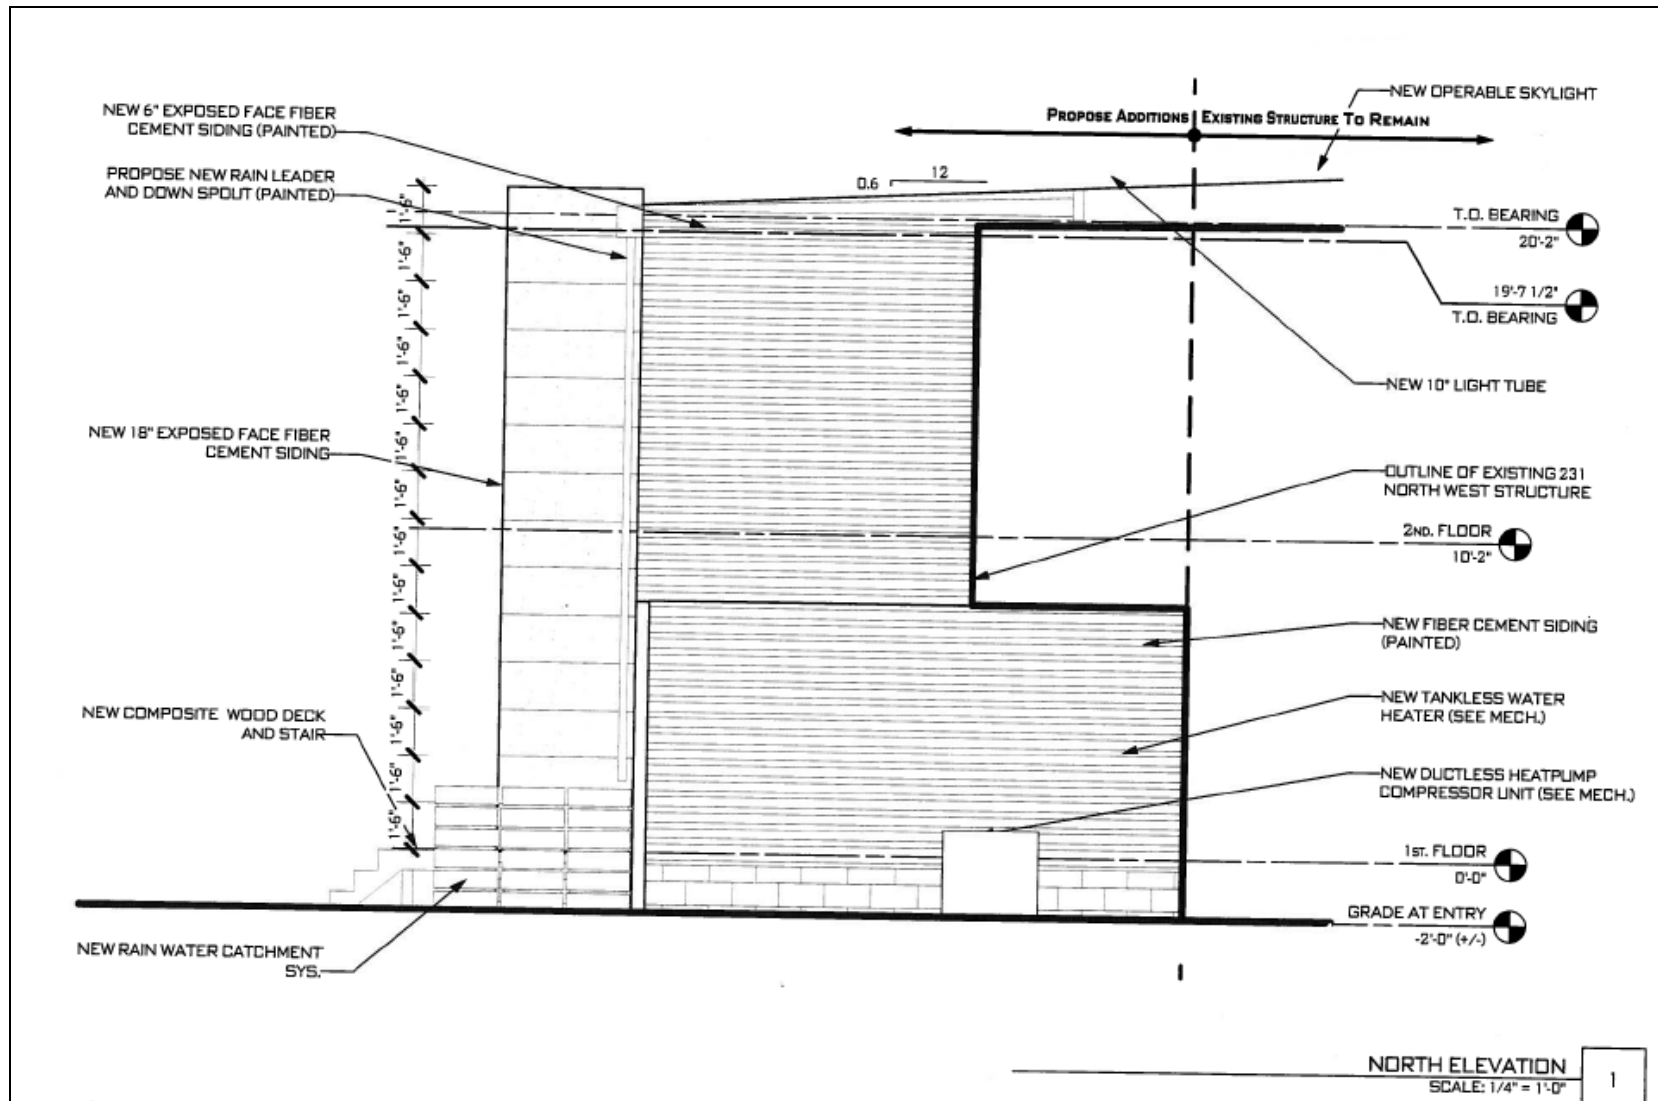 NEW 6" EXPOSED FACE FIBER
CEMENT SIDING (PAINTED)
PROPOSE NEW RAIN LEADER
AND DOWN SPOUT (PAINTED)
NEW 18" EXPOSED FACE FIBER
CEMENT SIDING
NEW COMPOSITE WOOD DECK
AND STAIR
NEW RAIN WATER CATCHMENT
SYS.
1'-6"
1'-6"
1'-6"
1'-6"
1'-6"
1'-6"
1'-6"
1'-6"
1'-6"
1'-6"
1'-6"
1'-6"
1'-6"
1'-6"
0.6
12
PROPOSE ADDITIONS
EXISTING STRUCTURE TO REMAIN
NEW OPERABLE SKYLIGHT
T.O. BEARING
20'-2"
19'-7 1/2"
T.O. BEARING
NEW 10" LIGHT TUBE
OUTLINE OF EXISTING 231
NORTH WEST STRUCTURE
2ND. FLOOR
10'-2"
NEW FIBER CEMENT SIDING
(PAINTED)
NEW TANKLESS WATER
HEATER (SEE MECH.)
NEW DUCTLESS HEATPUMP
COMPRESSOR UNIT (SEE MECH.)
1ST. FLOOR
0'-0"
GRADE AT ENTRY
-2'-0" (+/-)
NORTH ELEVATION
SCALE: 1/4" = 1'-0"
1